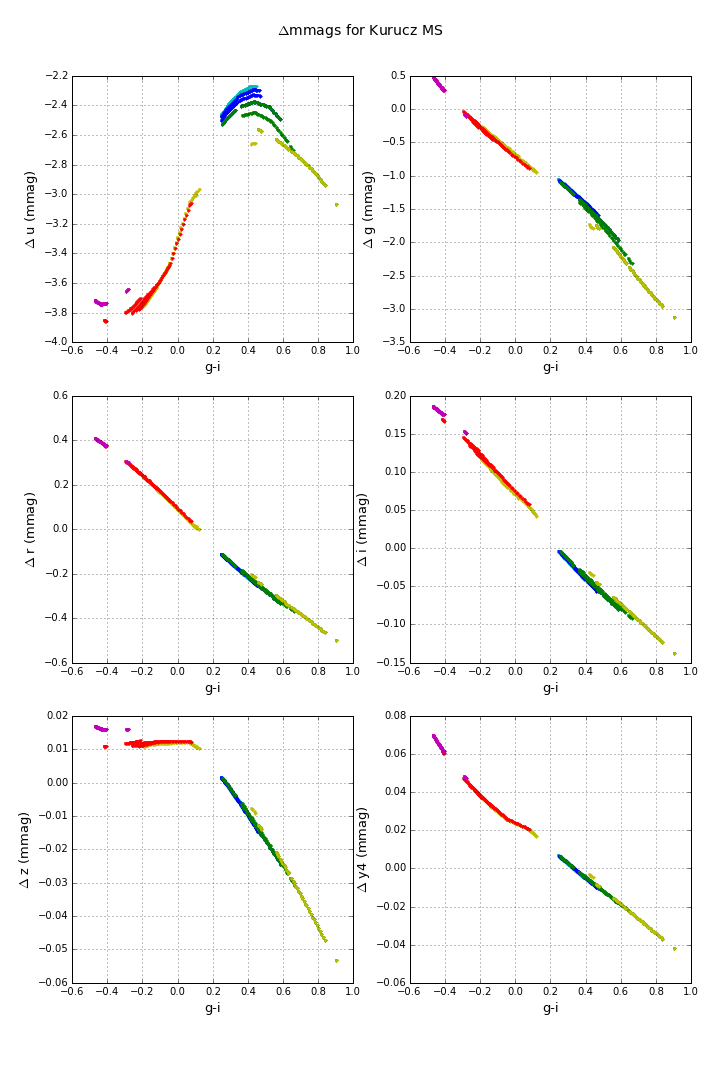 Δmmags for Kurucz MS
−2.2
−2.4
−2.6
−2.8
−3.0
−3.2
−3.4
−3.6
−3.8
−4.0
Δ u (mmag)
−0.6 −0.4 −0.2 0.0 0.2 0.4 0.6 0.8 1.0
g-i
0.5
0.0
−0.5
−1.0
−1.5
−2.0
−2.5
−3.0
−3.5
Δ g (mmag)
−0.6 −0.4 −0.2 0.0 0.2 0.4 0.6 0.8 1.0
g-i
0.6
0.4
0.2
0.0
−0.2
−0.4
−0.6
Δ r (mmag)
−0.6 −0.4 −0.2 0.0 0.2 0.4 0.6 0.8 1.0
g-i
0.20
0.15
0.10
0.05
0.00
−0.05
−0.10
−0.15
Δ i (mmag)
−0.6 −0.4 −0.2 0.0 0.2 0.4 0.6 0.8 1.0
g-i
0.02
0.01
0.00
−0.01
−0.02
−0.03
−0.04
−0.05
−0.06
Δ z (mmag)
−0.6 −0.4 −0.2 0.0 0.2 0.4 0.6 0.8 1.0
g-i
0.08
0.06
0.04
0.02
0.00
−0.02
−0.04
−0.06
Δ y4 (mmag)
−0.6 −0.4 −0.2 0.0 0.2 0.4 0.6 0.8 1.0
g-i